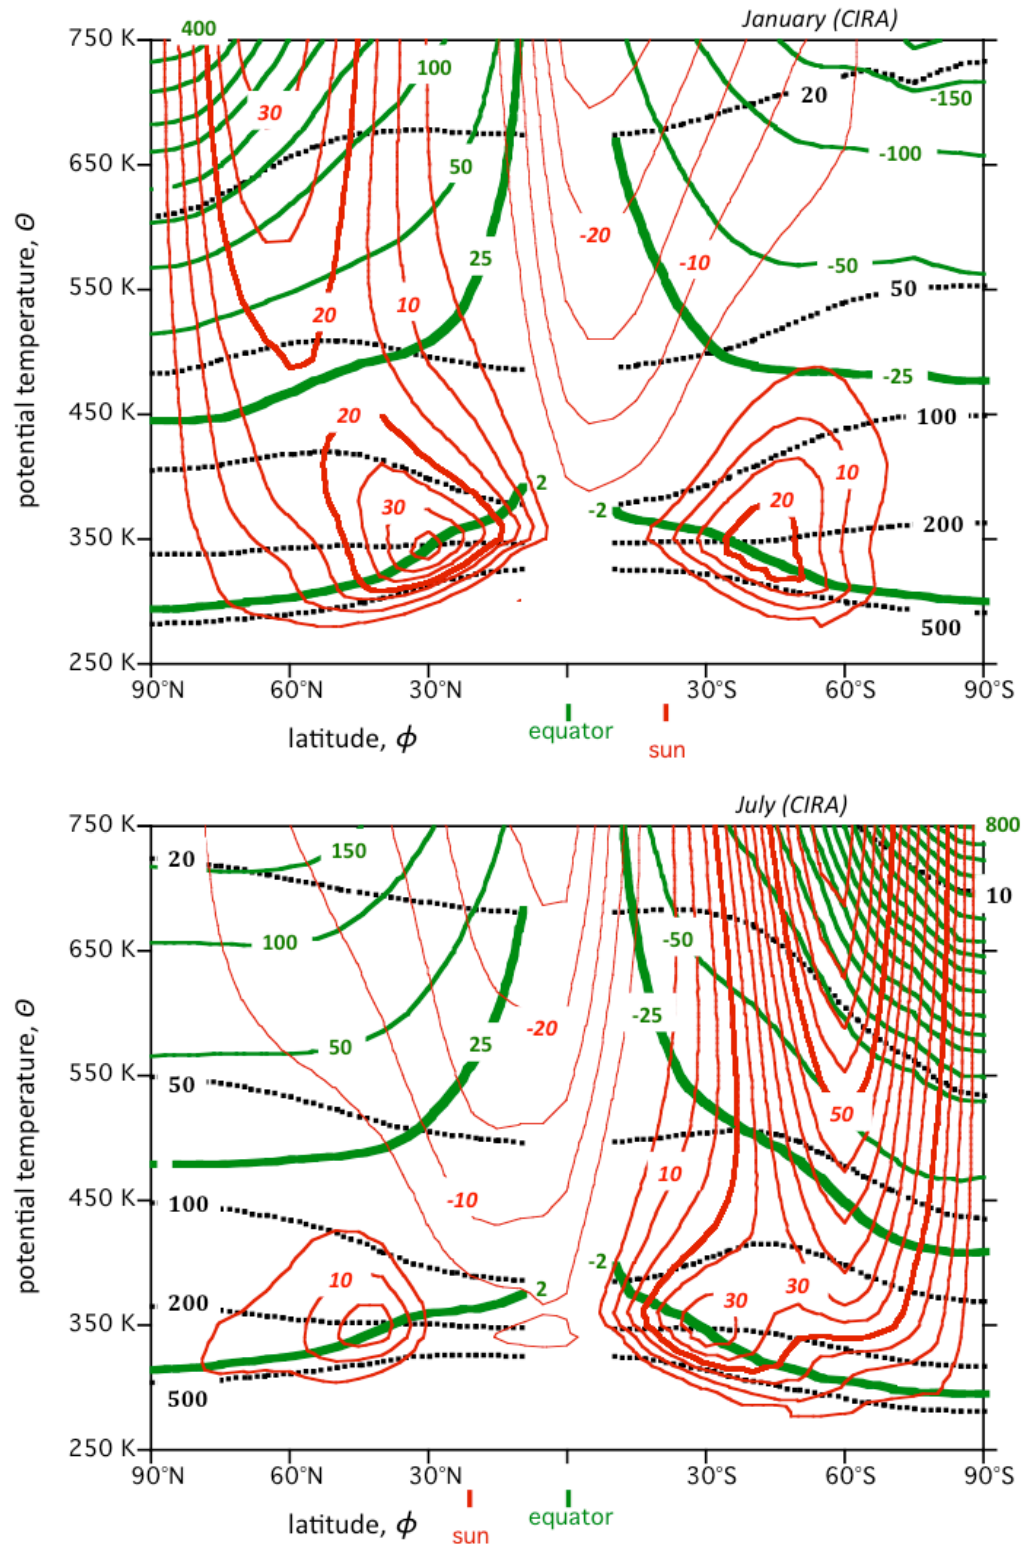 January (CIRA)
750 K
400
100
20
-150
30
650 K
50
-100
-20
25
-10
-50
50
550 K
20
10
-25
450 K
20
100
10
2
30
20
-2
200
350 K
500
250 K
90°N
60°N
30°N
30°S
60°S
90°S
potential temperature, Θ
latitude, ϕ
equator
sun
July (CIRA)
750 K
800
20
150
10
100
-50
650 K
-20
-25
50
25
550 K
50
50
10
-10
450 K
100
-2
2
10
30
30
200
350 K
500
250 K
90°N
60°N
30°N
30°S
60°S
90°S
potential temperature, Θ
latitude, ϕ
sun
equator